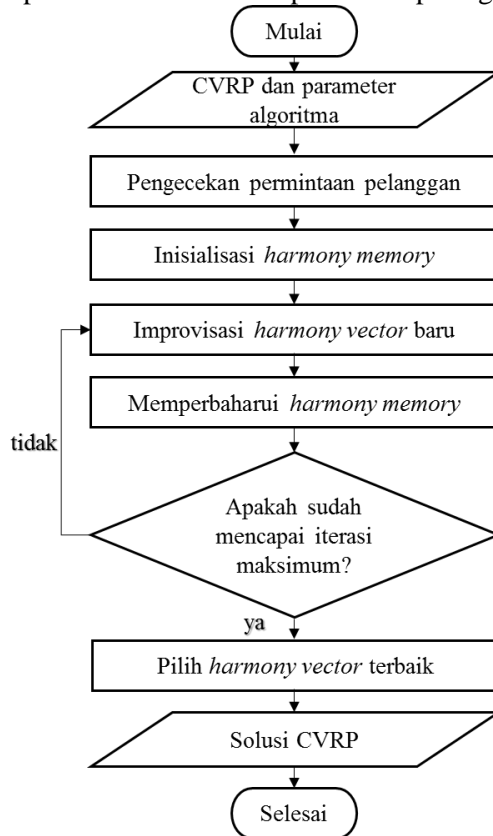 Mulai
CVRP dan parameter
algoritma
Pengecekan permintaan pelanggan
Inisialisasi harmony memory
Improvisasi harmony vector baru
Memperbaharui harmony memory
tidak
Apakah sudah
mencapai iterasi
maksimum?
ya
Pilih harmony vector terbaik
Solusi CVRP
Selesai